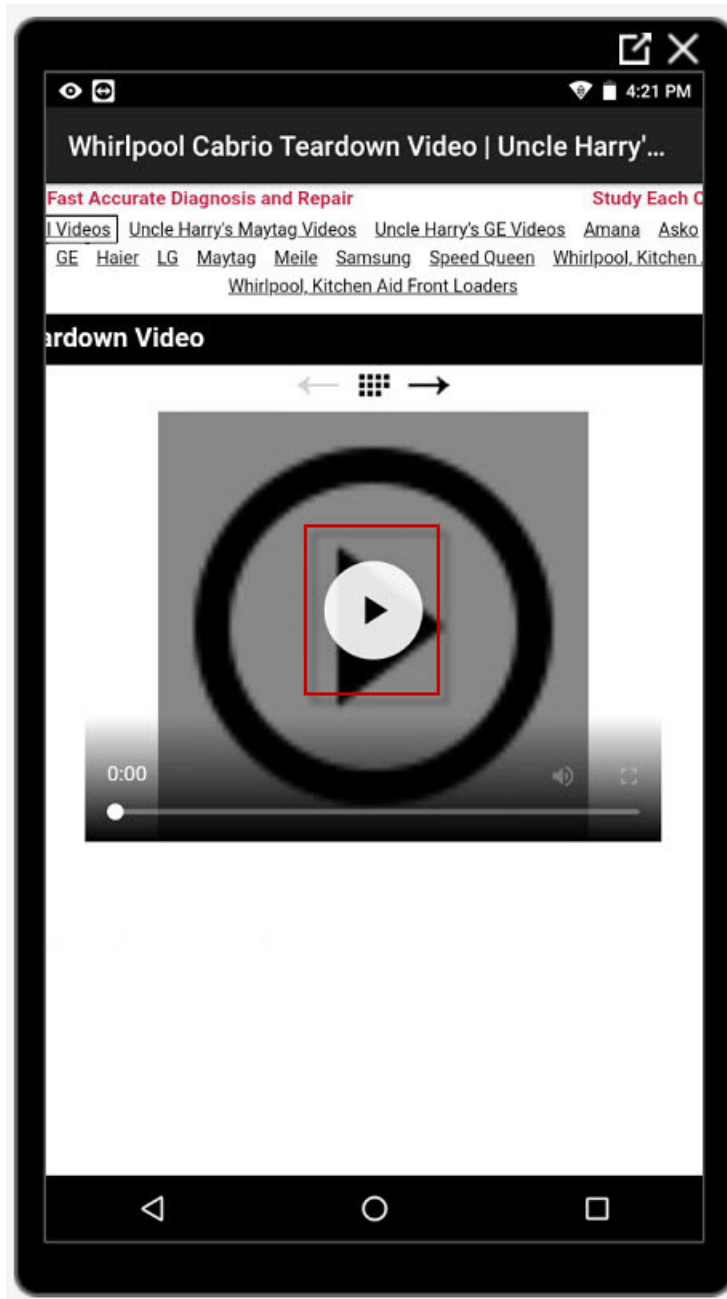 4:21 PM
Whirlpool Cabrio Teardown Video | Uncle Harry'...
Fast Accurate Diagnosis and Repair Study Each
l Videos Uncle Harry's Maytag Videos Uncle Harry's GE Videos Amana Asko
GE Haier LG Maytag Meile Samsung Speed Queen Whirlpool, Kitchen
Whirlpool, Kitchen Aid Front Loaders
ardown Video
0:00